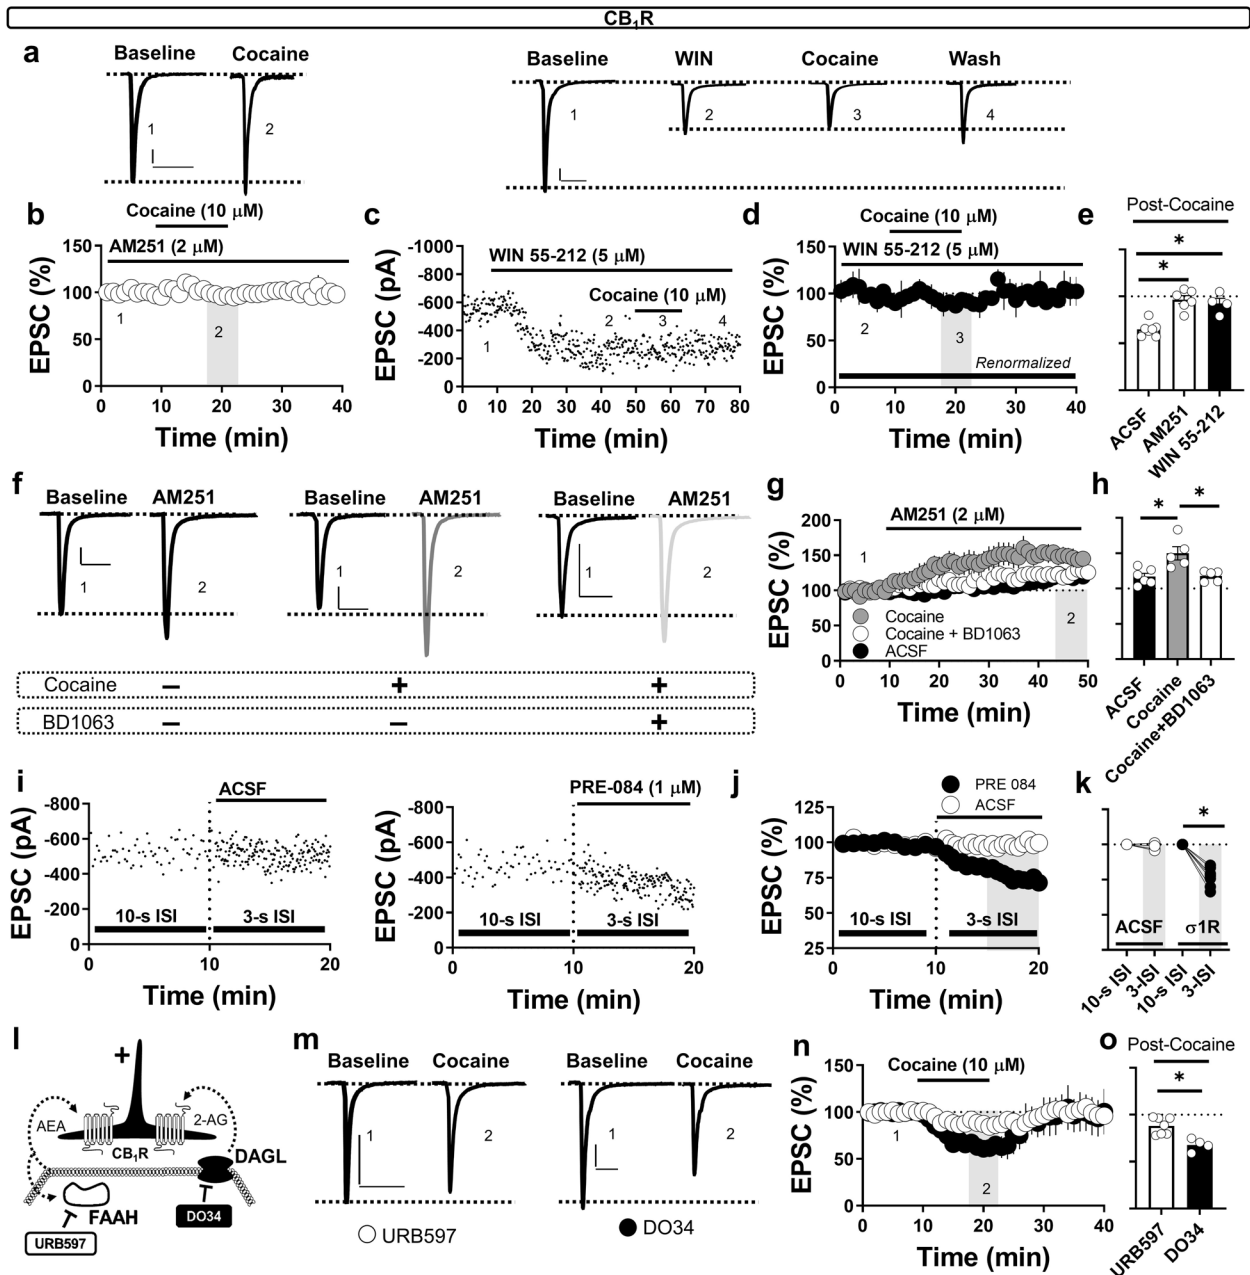 CB1R
a
Baseline
Cocaine
1
2
Baseline
WIN
Cocaine
Wash
1
2
3
4
b
Cocaine (10 μM)
AM251 (2 μM)
EPSC (%)
150
100
50
0
1
2
0 10 20 30 40
Time (min)
c
EPSC (pA)
-1000
-800
-600
-400
-200
0
WIN 55-212 (5 μM)
Cocaine (10 μM)
1
2
3
4
0 10 20 30 40 50 60 70 80
Time (min)
d
Cocaine (10 μM)
WIN 55-212 (5 μM)
EPSC (%)
150
100
50
0
2
3
Renormalized
0 10 20 30 40
Time (min)
e
Post-Cocaine
*
*
ACSF
AM251
WIN 55-212
f
Baseline
AM251
1
2
Baseline
AM251
1
2
Baseline
AM251
1
2
Cocaine − + +
BD1063 − − +
g
AM251 (2 μM)
EPSC (%)
200
150
100
50
0
1
2
Cocaine
Cocaine + BD1063
ACSF
0 10 20 30 40 50
Time (min)
h
* *
ACSF
Cocaine
Cocaine+BD1063
i
ACSF
EPSC (pA)
-800
-600
-400
-200
0
10-s ISI
3-s ISI
0 10 20
Time (min)
PRE-084 (1 μM)
EPSC (pA)
-800
-600
-400
-200
0
10-s ISI
3-s ISI
0 10 20
Time (min)
j
PRE 084
ACSF
EPSC (%)
125
100
75
50
25
10-s ISI
3-s ISI
0 10 20
Time (min)
k
*
ACSF
σ1R
10-s ISI
3-ISI
10-s ISI
3-ISI
l
+
AEA
2-AG
CB1R
DAGL
FAAH
DO34
URB597
m
Baseline
Cocaine
1
2
URB597
Baseline
Cocaine
1
2
DO34
n
Cocaine (10 μM)
EPSC (%)
150
100
50
0
1
2
0 10 20 30 40
Time (min)
o
Post-Cocaine
*
URB597
DO34